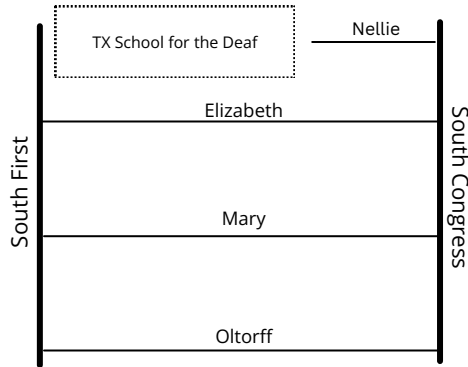 Nellie
TX School for the Deaf
Elizabeth
South First
South Congress
Mary
Oltorff